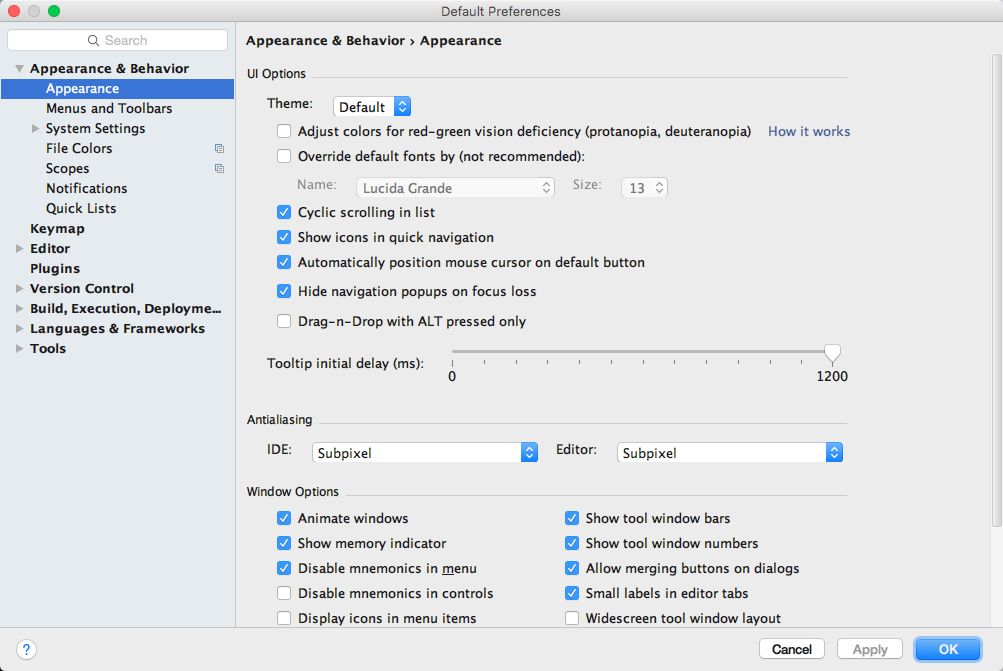 Default Preferences
Search
Appearance & Behavior › Appearance
Appearance & Behavior
Appearance
Menus and Toolbars
System Settings
File Colors
Scopes
Notifications
Quick Lists
Keymap
Editor
Plugins
Version Control
Build, Execution, Deployme...
Languages & Frameworks
Tools
UI Options
Theme: Default
Adjust colors for red-green vision deficiency (protanopia, deuteranopia) How it works
Override default fonts by (not recommended):
Name: Lucida Grande Size: 13
Cyclic scrolling in list
Show icons in quick navigation
Automatically position mouse cursor on default button
Hide navigation popups on focus loss
Drag-n-Drop with ALT pressed only
Tooltip initial delay (ms):
0 1200
Antialiasing
IDE: Subpixel Editor: Subpixel
Window Options
Animate windows Show tool window bars
Show memory indicator Show tool window numbers
Disable mnemonics in menu Allow merging buttons on dialogs
Disable mnemonics in controls Small labels in editor tabs
Display icons in menu items Widescreen tool window layout
? Cancel Apply OK